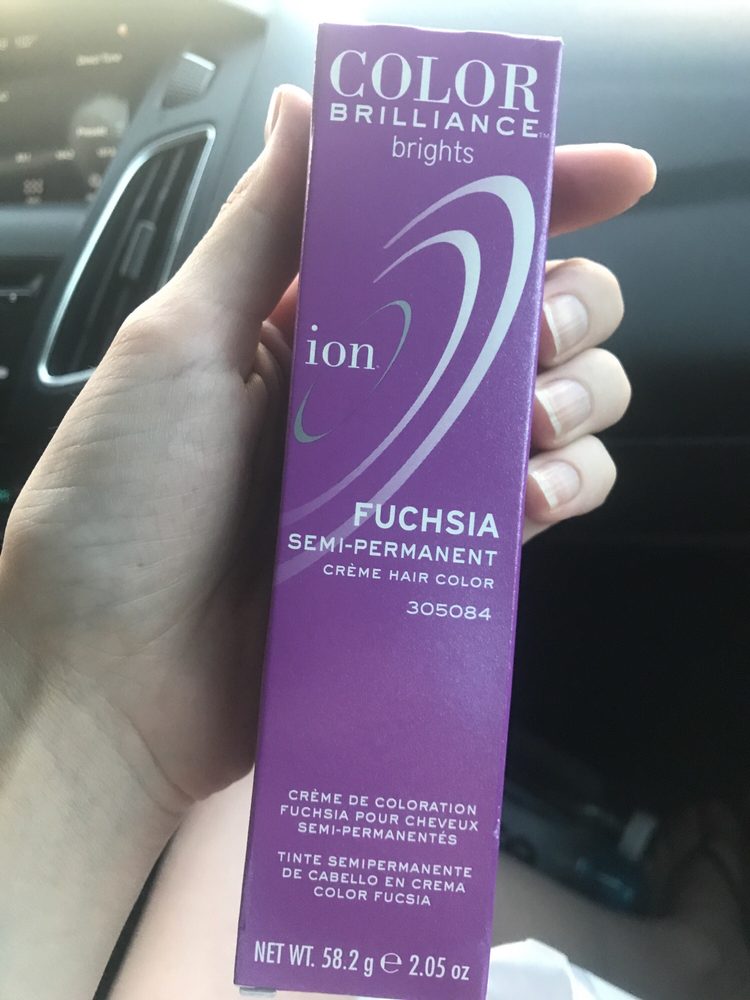 COLOR
BRILLIANCE™
brights
ion
FUCHSIA
SEMI-PERMANENT
CRÈME HAIR COLOR
305084
CRÈME DE COLORATION
FUCHSIA POUR CHEVEUX
SEMI-PERMANENTÉS
TINTE SEMIPERMANENTE
DE CABELLO EN CREMA
COLOR FUCSIA
NET WT. 58.2 g ℮ 2.05 oz